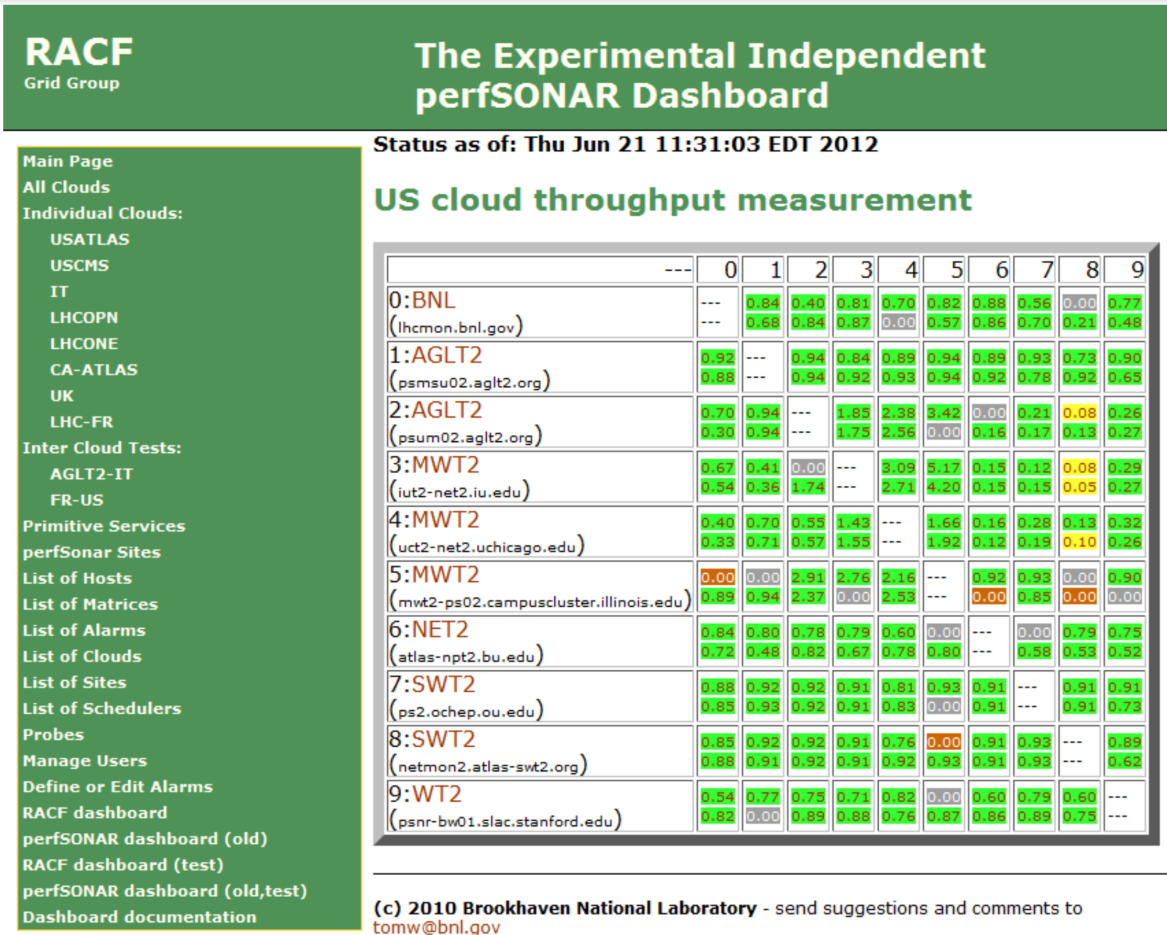 RACF
Grid Group
The Experimental Independent
perfSONAR Dashboard
Main Page
All Clouds
Individual Clouds:
USATLAS
USCMS
IT
LHCOPN
LHCONE
CA-ATLAS
UK
LHC-FR
Inter Cloud Tests:
AGLT2-IT
FR-US
Primitive Services
perfSonar Sites
List of Hosts
List of Matrices
List of Alarms
List of Clouds
List of Sites
List of Schedulers
Probes
Manage Users
Define or Edit Alarms
RACF dashboard
perfSONAR dashboard (old)
RACF dashboard (test)
perfSONAR dashboard (old,test)
Dashboard documentation
Status as of: Thu Jun 21 11:31:03 EDT 2012
US cloud throughput measurement
--- 0 1 2 3 4 5 6 7 8 9
0:BNL
(lhcmon.bnl.gov)
--- 0.84 0.40 0.81 0.70 0.82 0.88 0.56 0.00 0.77
--- 0.68 0.84 0.87 0.00 0.57 0.86 0.70 0.21 0.48
1:AGLT2
(psmsu02.aglt2.org)
0.92 --- 0.94 0.84 0.89 0.94 0.89 0.93 0.73 0.90
0.88 --- 0.94 0.92 0.93 0.94 0.92 0.78 0.92 0.65
2:AGLT2
(psum02.aglt2.org)
0.70 0.94 --- 1.85 2.38 3.42 0.00 0.21 0.08 0.26
0.30 0.94 --- 1.75 2.56 0.00 0.16 0.17 0.13 0.27
3:MWT2
(iut2-net2.iu.edu)
0.67 0.41 0.00 --- 3.09 5.17 0.15 0.12 0.08 0.29
0.54 0.36 1.74 --- 2.71 4.20 0.15 0.15 0.05 0.27
4:MWT2
(uct2-net2.uchicago.edu)
0.40 0.70 0.55 1.43 --- 1.66 0.16 0.28 0.13 0.32
0.33 0.71 0.57 1.55 --- 1.92 0.12 0.19 0.10 0.26
5:MWT2
(mwt2-ps02.campuscluster.illinois.edu)
0.00 0.00 2.91 2.76 2.16 --- 0.92 0.93 0.00 0.90
0.89 0.94 2.37 0.00 2.53 --- 0.00 0.85 0.00 0.00
6:NET2
(atlas-npt2.bu.edu)
0.84 0.80 0.78 0.79 0.60 0.00 --- 0.00 0.79 0.75
0.72 0.48 0.82 0.67 0.78 0.80 --- 0.58 0.53 0.52
7:SWT2
(ps2.ochep.ou.edu)
0.88 0.92 0.92 0.91 0.81 0.93 0.91 --- 0.91 0.91
0.85 0.93 0.92 0.91 0.83 0.00 0.91 --- 0.91 0.73
8:SWT2
(netmon2.atlas-swt2.org)
0.85 0.92 0.92 0.91 0.76 0.00 0.91 0.93 --- 0.89
0.88 0.91 0.92 0.91 0.92 0.93 0.91 0.93 --- 0.62
9:WT2
(psnr-bw01.slac.stanford.edu)
0.54 0.77 0.75 0.71 0.82 0.00 0.60 0.79 0.60 ---
0.82 0.00 0.89 0.88 0.76 0.87 0.86 0.89 0.75 ---
(c) 2010 Brookhaven National Laboratory - send suggestions and comments to
tomw@bnl.gov